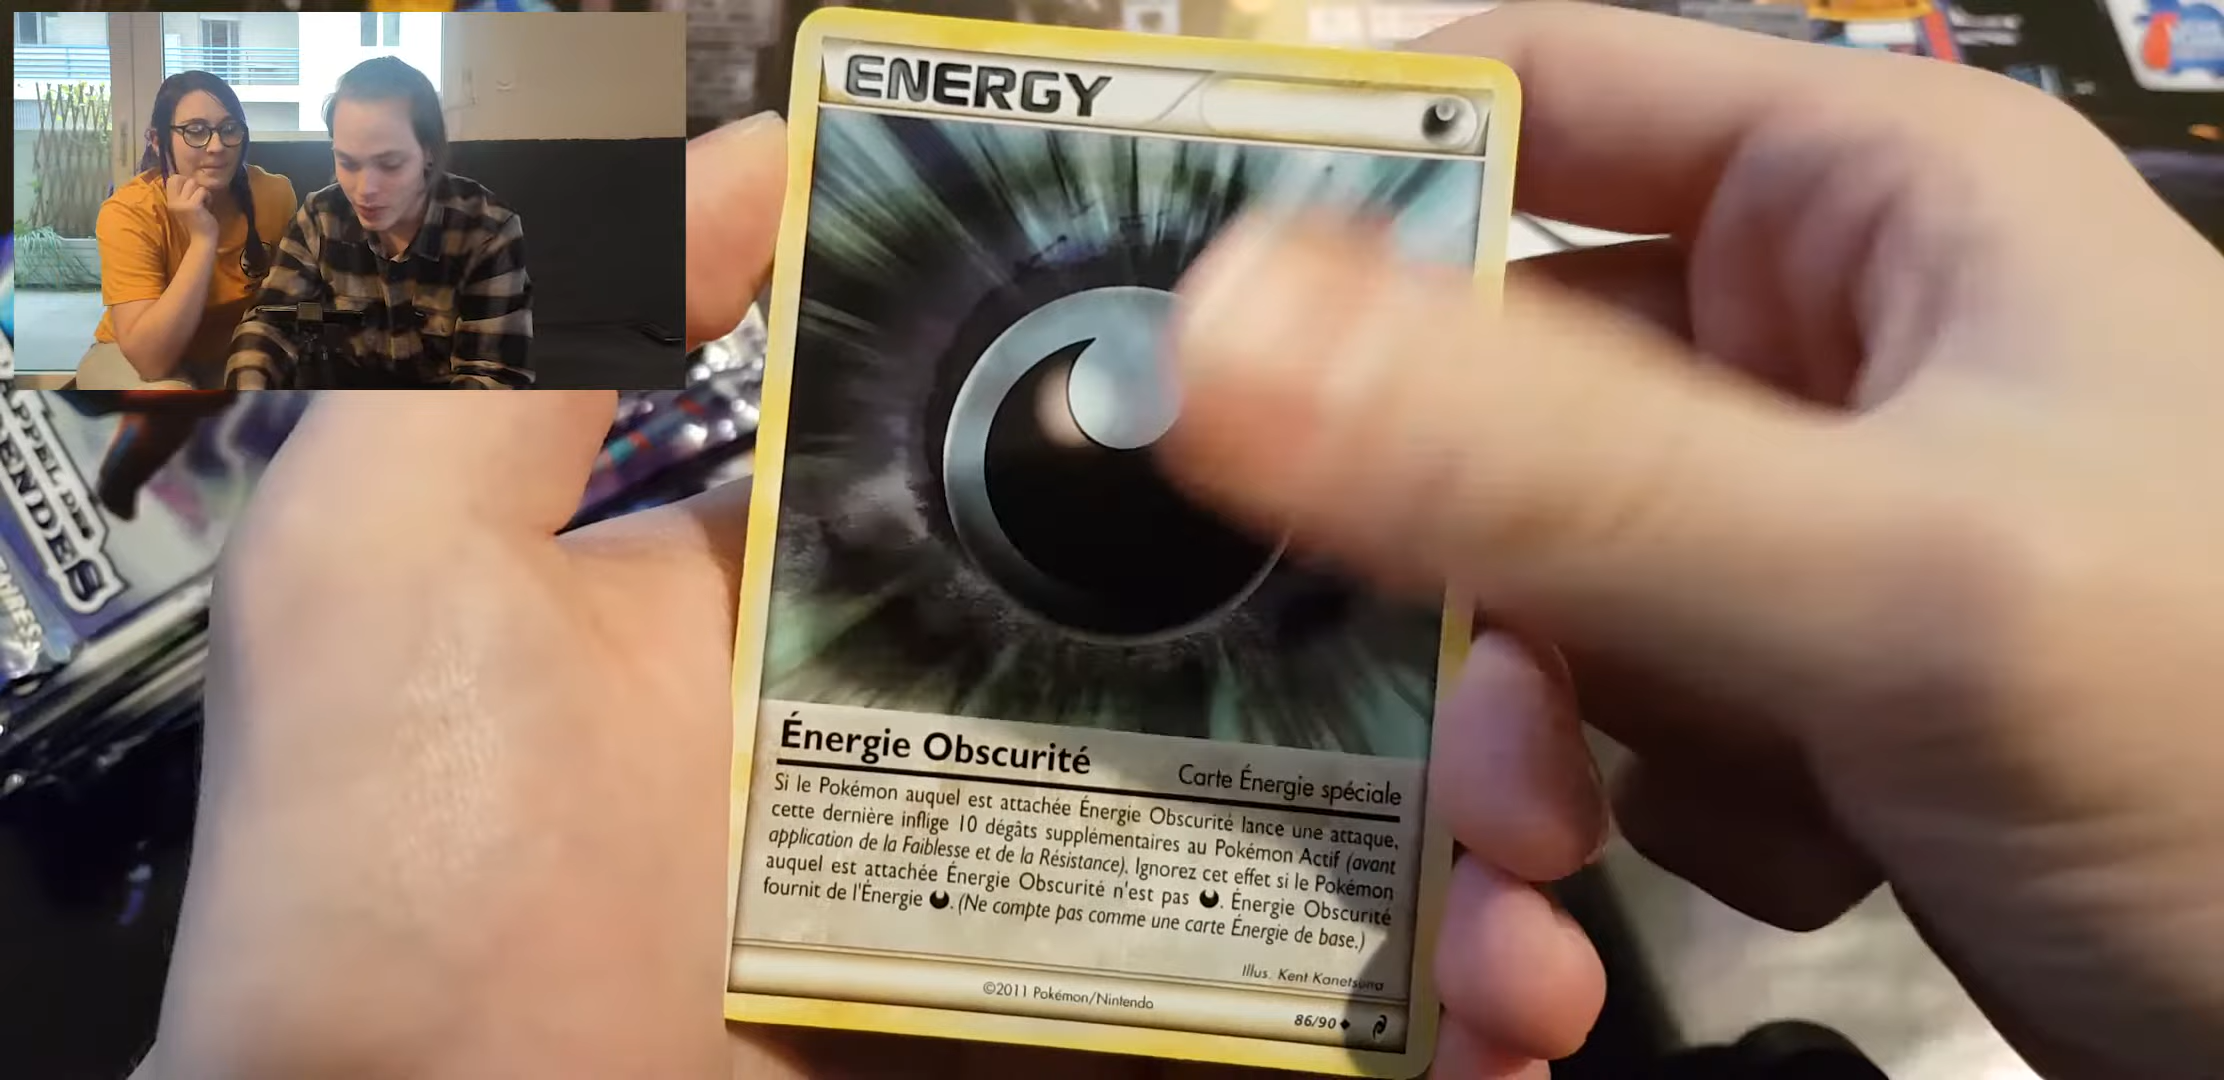 ENERGY
Énergie Obscurité
Carte Énergie spéciale
Si le Pokémon auquel est attachée Énergie Obscurité lance une attaque,
cette dernière inflige 10 dégâts supplémentaires au Pokémon Actif (avant
application de la Faiblesse et de la Résistance). Ignorez cet effet si le Pokémon
auquel est attachée Énergie Obscurité n'est pas . Énergie Obscurité
fournit de l'Énergie . (Ne compte pas comme une carte Énergie de base.)
Illus. Kent Kanetsuna
©2011 Pokémon/Nintendo
86/90
APPEL DES